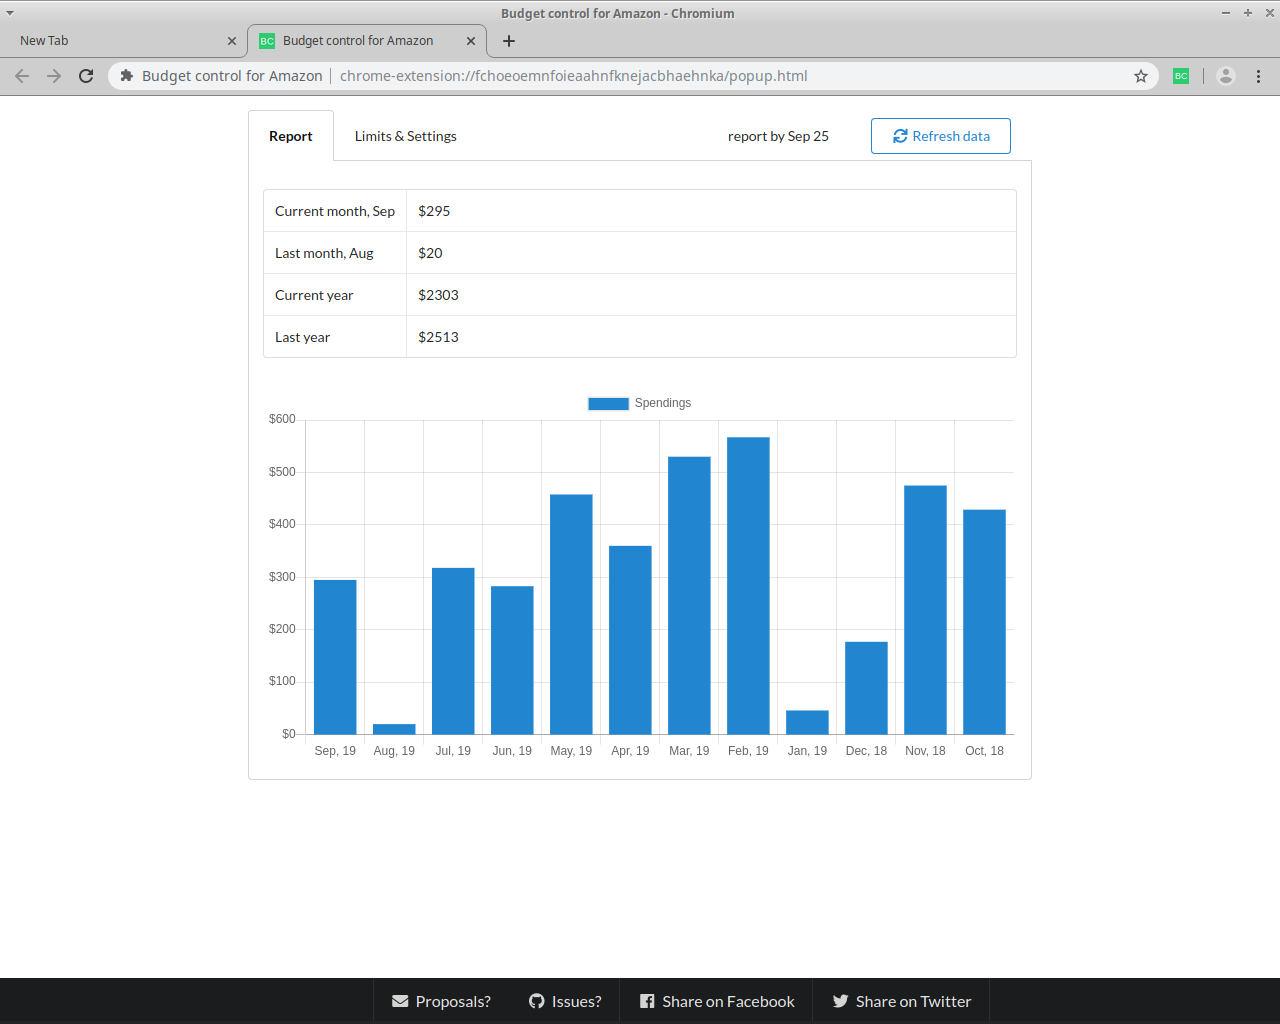 Budget control for Amazon - Chromium
New Tab
BC Budget control for Amazon
Budget control for Amazon | chrome-extension://fchoeoemnfoieaahnfknejacbhaehnka/popup.html BC
Report Limits & Settings report by Sep 25 Refresh data
Current month, Sep $295
Last month, Aug $20
Current year $2303
Last year $2513
Spendings
$600
$500
$400
$300
$200
$100
$0
Sep, 19 Aug, 19 Jul, 19 Jun, 19 May, 19 Apr, 19 Mar, 19 Feb, 19 Jan, 19 Dec, 18 Nov, 18 Oct, 18
Proposals? Issues? Share on Facebook Share on Twitter